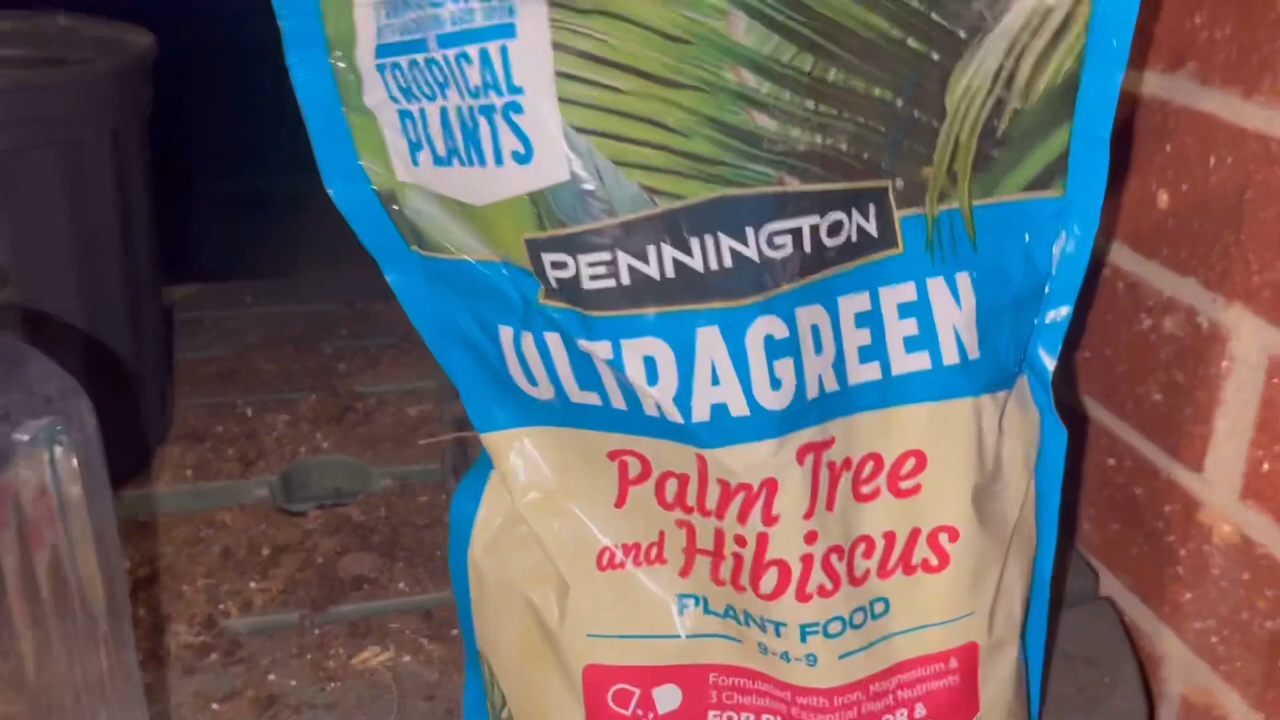 TROPICAL
PLANTS
PENNINGTON
ULTRAGREEN
Palm Tree
and Hibiscus
PLANT FOOD
9-4-9
Formulated with Iron, Magnesium &
3 Chelated Essential Plant Nutrients
FOR
&